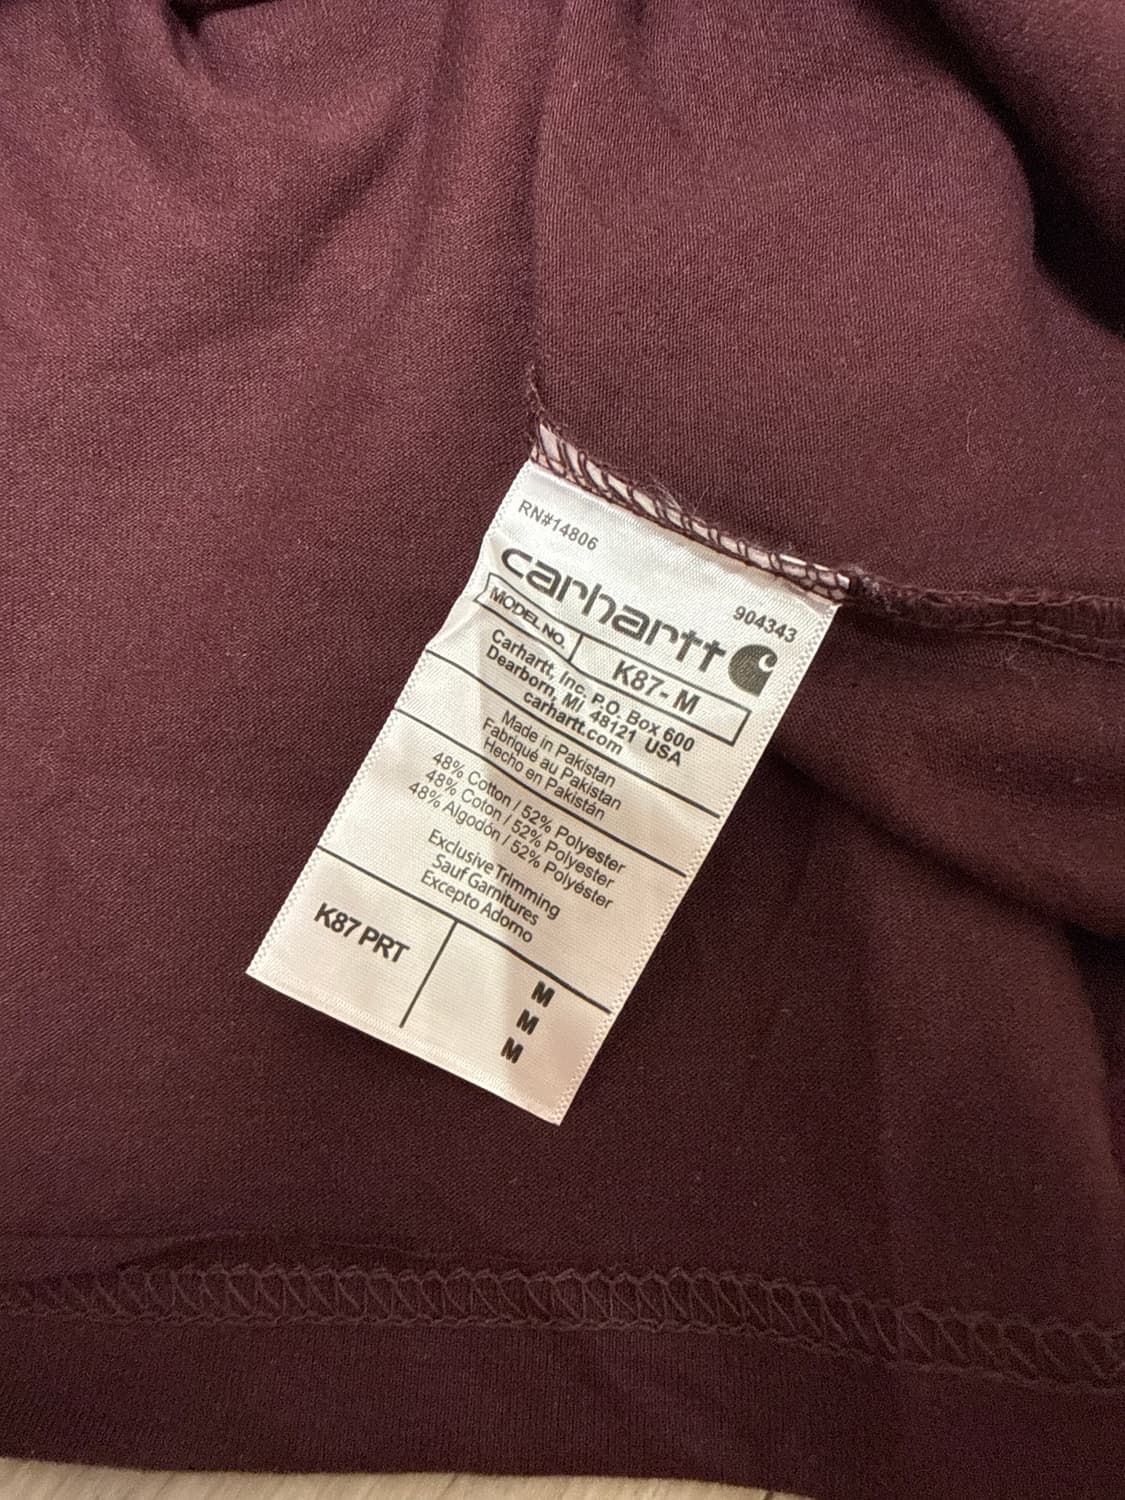 RN#14806
904343
carhartt
MODEL NO. K87- M
Carhartt, Inc. P.O. Box 600
Dearborn, MI 48121 USA
carhartt.com
Made in Pakistan
Fabriqué au Pakistan
Hecho en Pakistán
48% Cotton / 52% Polyester
48% Coton / 52% Polyester
48% Algodón / 52% Polyéster
Exclusive Trimming
Sauf Garnitures
Excepto Adorno
K87 PRT
M
M
M